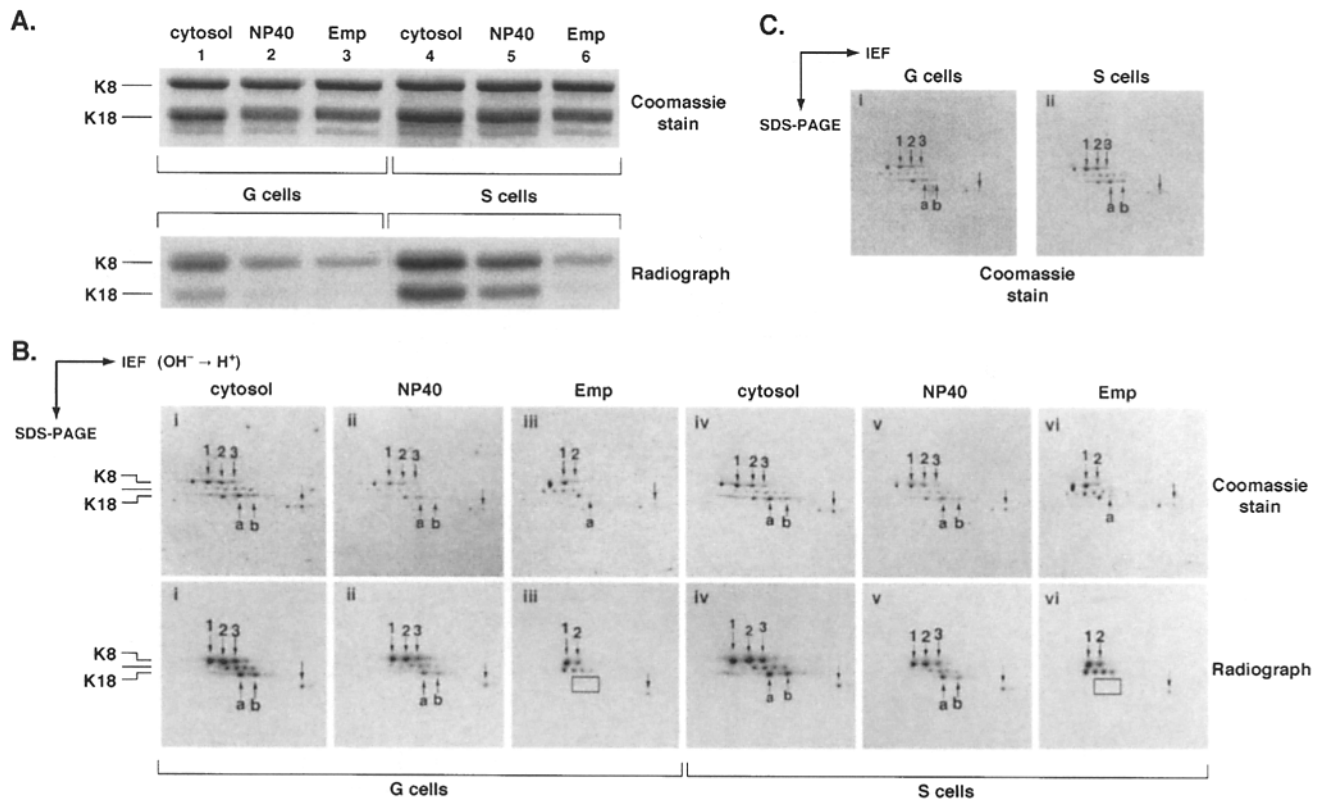 A.
cytosol NP40 Emp cytosol NP40 Emp
1 2 3 4 5 6
K8
K18
Coomassie
stain
G cells S cells
K8
K18
Radiograph
C.
IEF
SDS-PAGE
G cells S cells
i ii
1 2 3 1 2 3
a b a b
Coomassie
stain
B.
IEF (OH⁻ → H⁺)
SDS-PAGE
cytosol NP40 Emp cytosol NP40 Emp
i ii iii iv v vi
1 2 3 1 2 3 1 2 1 2 3 1 2 3 1 2
K8
K18
a b a b a a b a b a
Coomassie
stain
i ii iii iv v vi
1 2 3 1 2 3 1 2 1 2 3 1 2 3 1 2
K8
K18
a b a b a b a b
Radiograph
G cells S cells